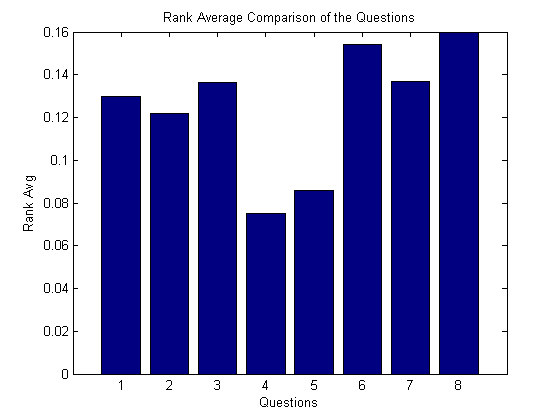 Rank Average Comparison of the Questions
0.16
0.14
0.12
0.1
0.08
0.06
0.04
0.02
0
Rank Avg
1 2 3 4 5 6 7 8
Questions